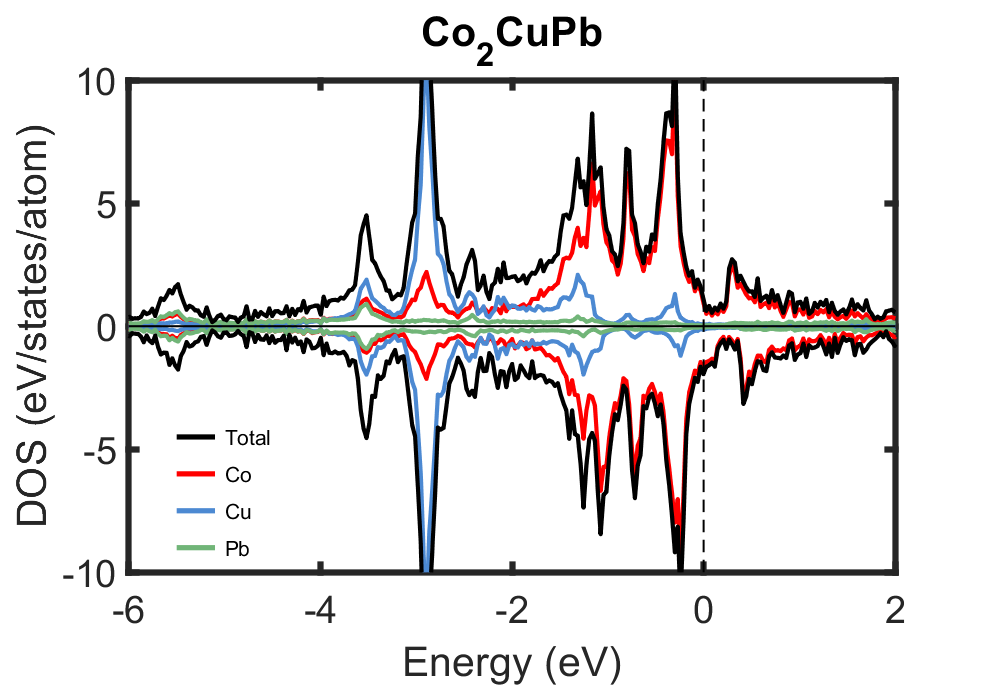 Co₂CuPb
10
5
0
-5
-10
DOS (eV/states/atom)
Total
Co
Cu
Pb
-6 -4 -2 0 2
Energy (eV)